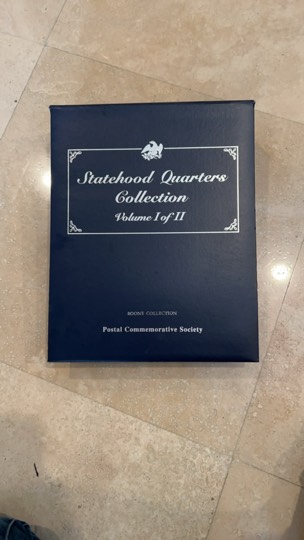 Statehood Quarters
Collection
Volume I of II
Postal Commemorative Society